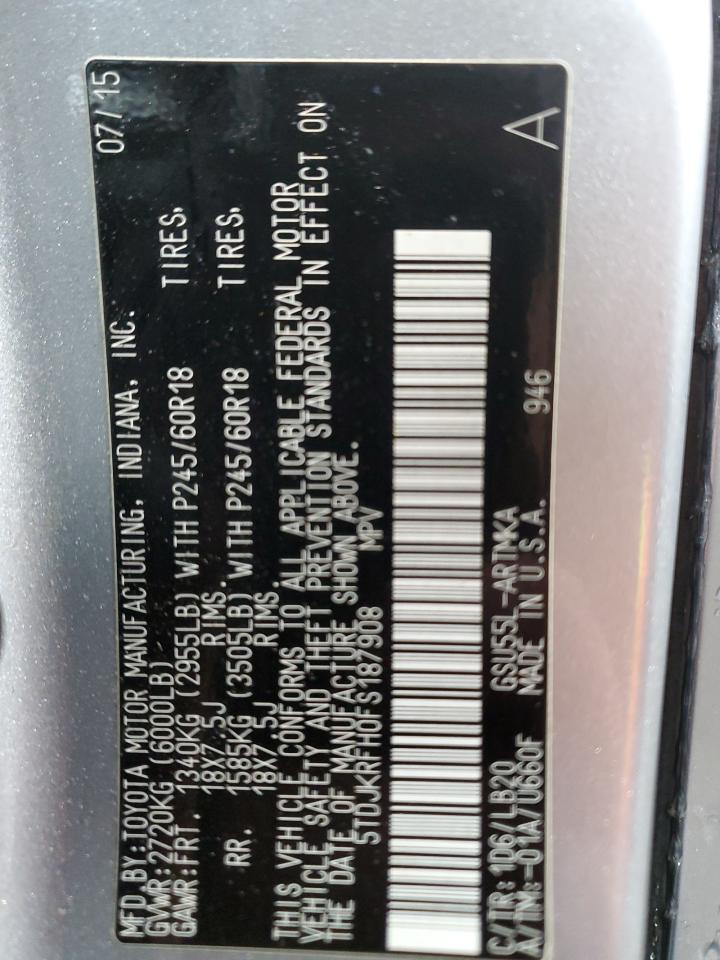 MFD.BY:TOYOTA MOTOR MANUFACTURING, INDIANA, INC. 07/15
GVWR:2720KG(6000LB)
GAWR:FRT. 1340KG (2955LB) WITH P245/60R18 TIRES,
18X7.5J RIMS.
RR. 1585KG (3505LB) WITH P245/60R18 TIRES,
18X7.5J RIMS.
THIS VEHICLE CONFORMS TO ALL APPLICABLE FEDERAL MOTOR
VEHICLE SAFETY AND THEFT PREVENTION STANDARDS IN EFFECT ON
THE DATE OF MANUFACTURE SHOWN ABOVE.
5TDJKRFH0FS187908 MPV
C/TR:1D6/LB20 GSU55L-ARTMKA
A/TM:-01A/U660F MADE IN U.S.A. 946 A